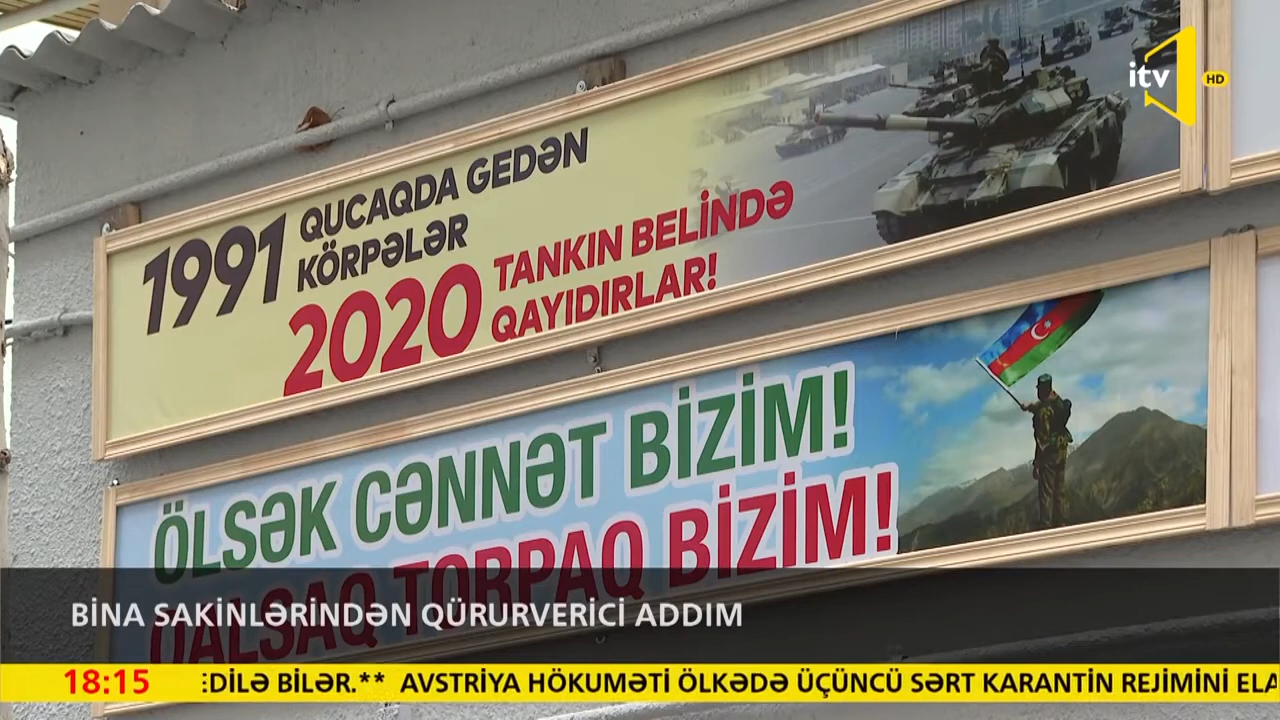 itv HD
1991 QUCAQDA GEDƏN
KÖRPƏLƏR
2020 TANKIN BELİNDƏ
QAYIDIRLAR!
ÖLSƏK CƏNNƏT BİZİM!
QALSAQ TORPAQ BİZİM!
BİNA SAKİNLƏRİNDƏN QÜRURVERİCİ ADDIM
18:15 EDİLƏ BİLƏR.** AVSTRİYA HÖKUMƏTİ ÖLKƏDƏ ÜÇÜNCÜ SƏRT KARANTİN REJİMİNİ ELA